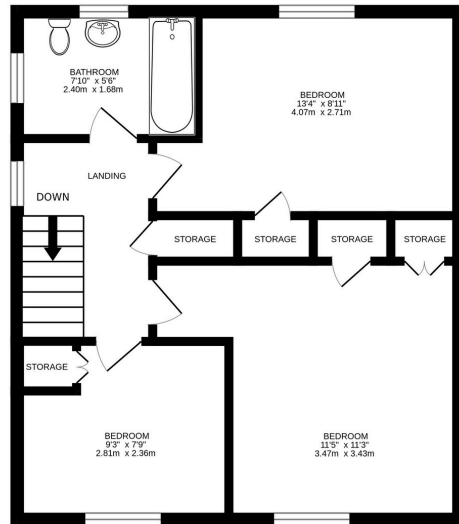 BATHROOM
7'10" x 5'6"
2.40m x 1.68m
BEDROOM
13'4" x 8'11"
4.07m x 2.71m
LANDING
DOWN
STORAGE
STORAGE
STORAGE
STORAGE
STORAGE
BEDROOM
9'3" x 7'9"
2.81m x 2.36m
BEDROOM
11'5" x 11'3"
3.47m x 3.43m